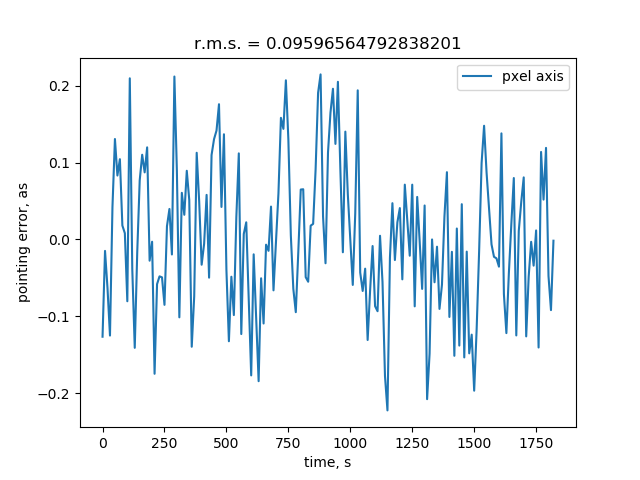 r.m.s. = 0.09596564792838201
pxel axis
0.2
0.1
0.0
−0.1
−0.2
pointing error, as
0 250 500 750 1000 1250 1500 1750
time, s